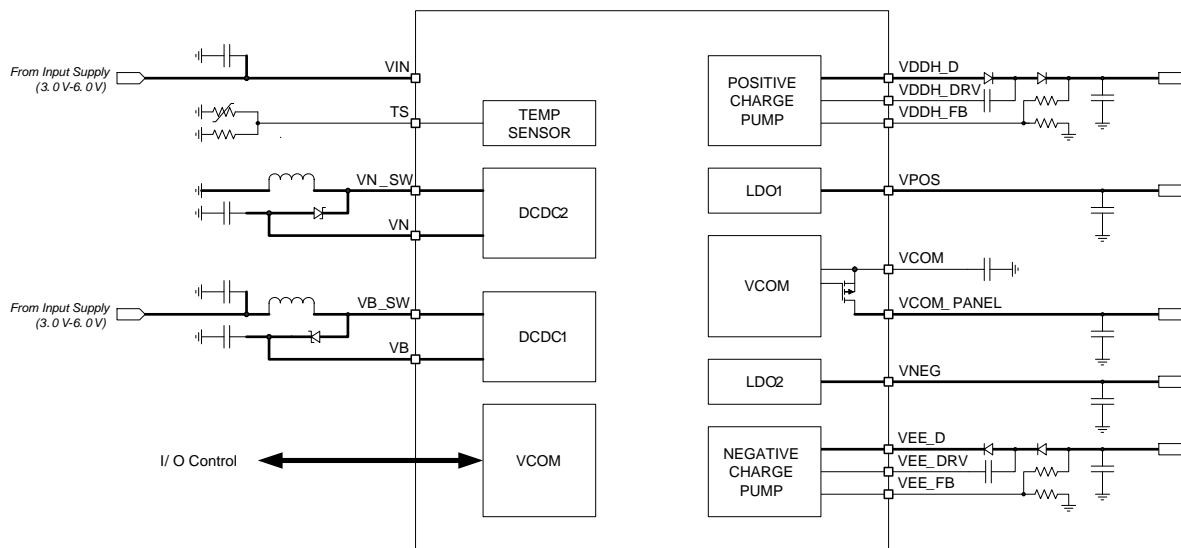 From Input Supply
(3.0V-6.0V)
VIN
TS
TEMP
SENSOR
VN_SW
DCDC2
VN
From Input Supply
(3.0V-6.0V)
VB_SW
DCDC1
VB
I/O Control
VCOM
POSITIVE
CHARGE
PUMP
VDDH_D
VDDH_DRV
VDDH_FB
LDO1
VPOS
VCOM
VCOM
VCOM_PANEL
LDO2
VNEG
NEGATIVE
CHARGE
PUMP
VEE_D
VEE_DRV
VEE_FB